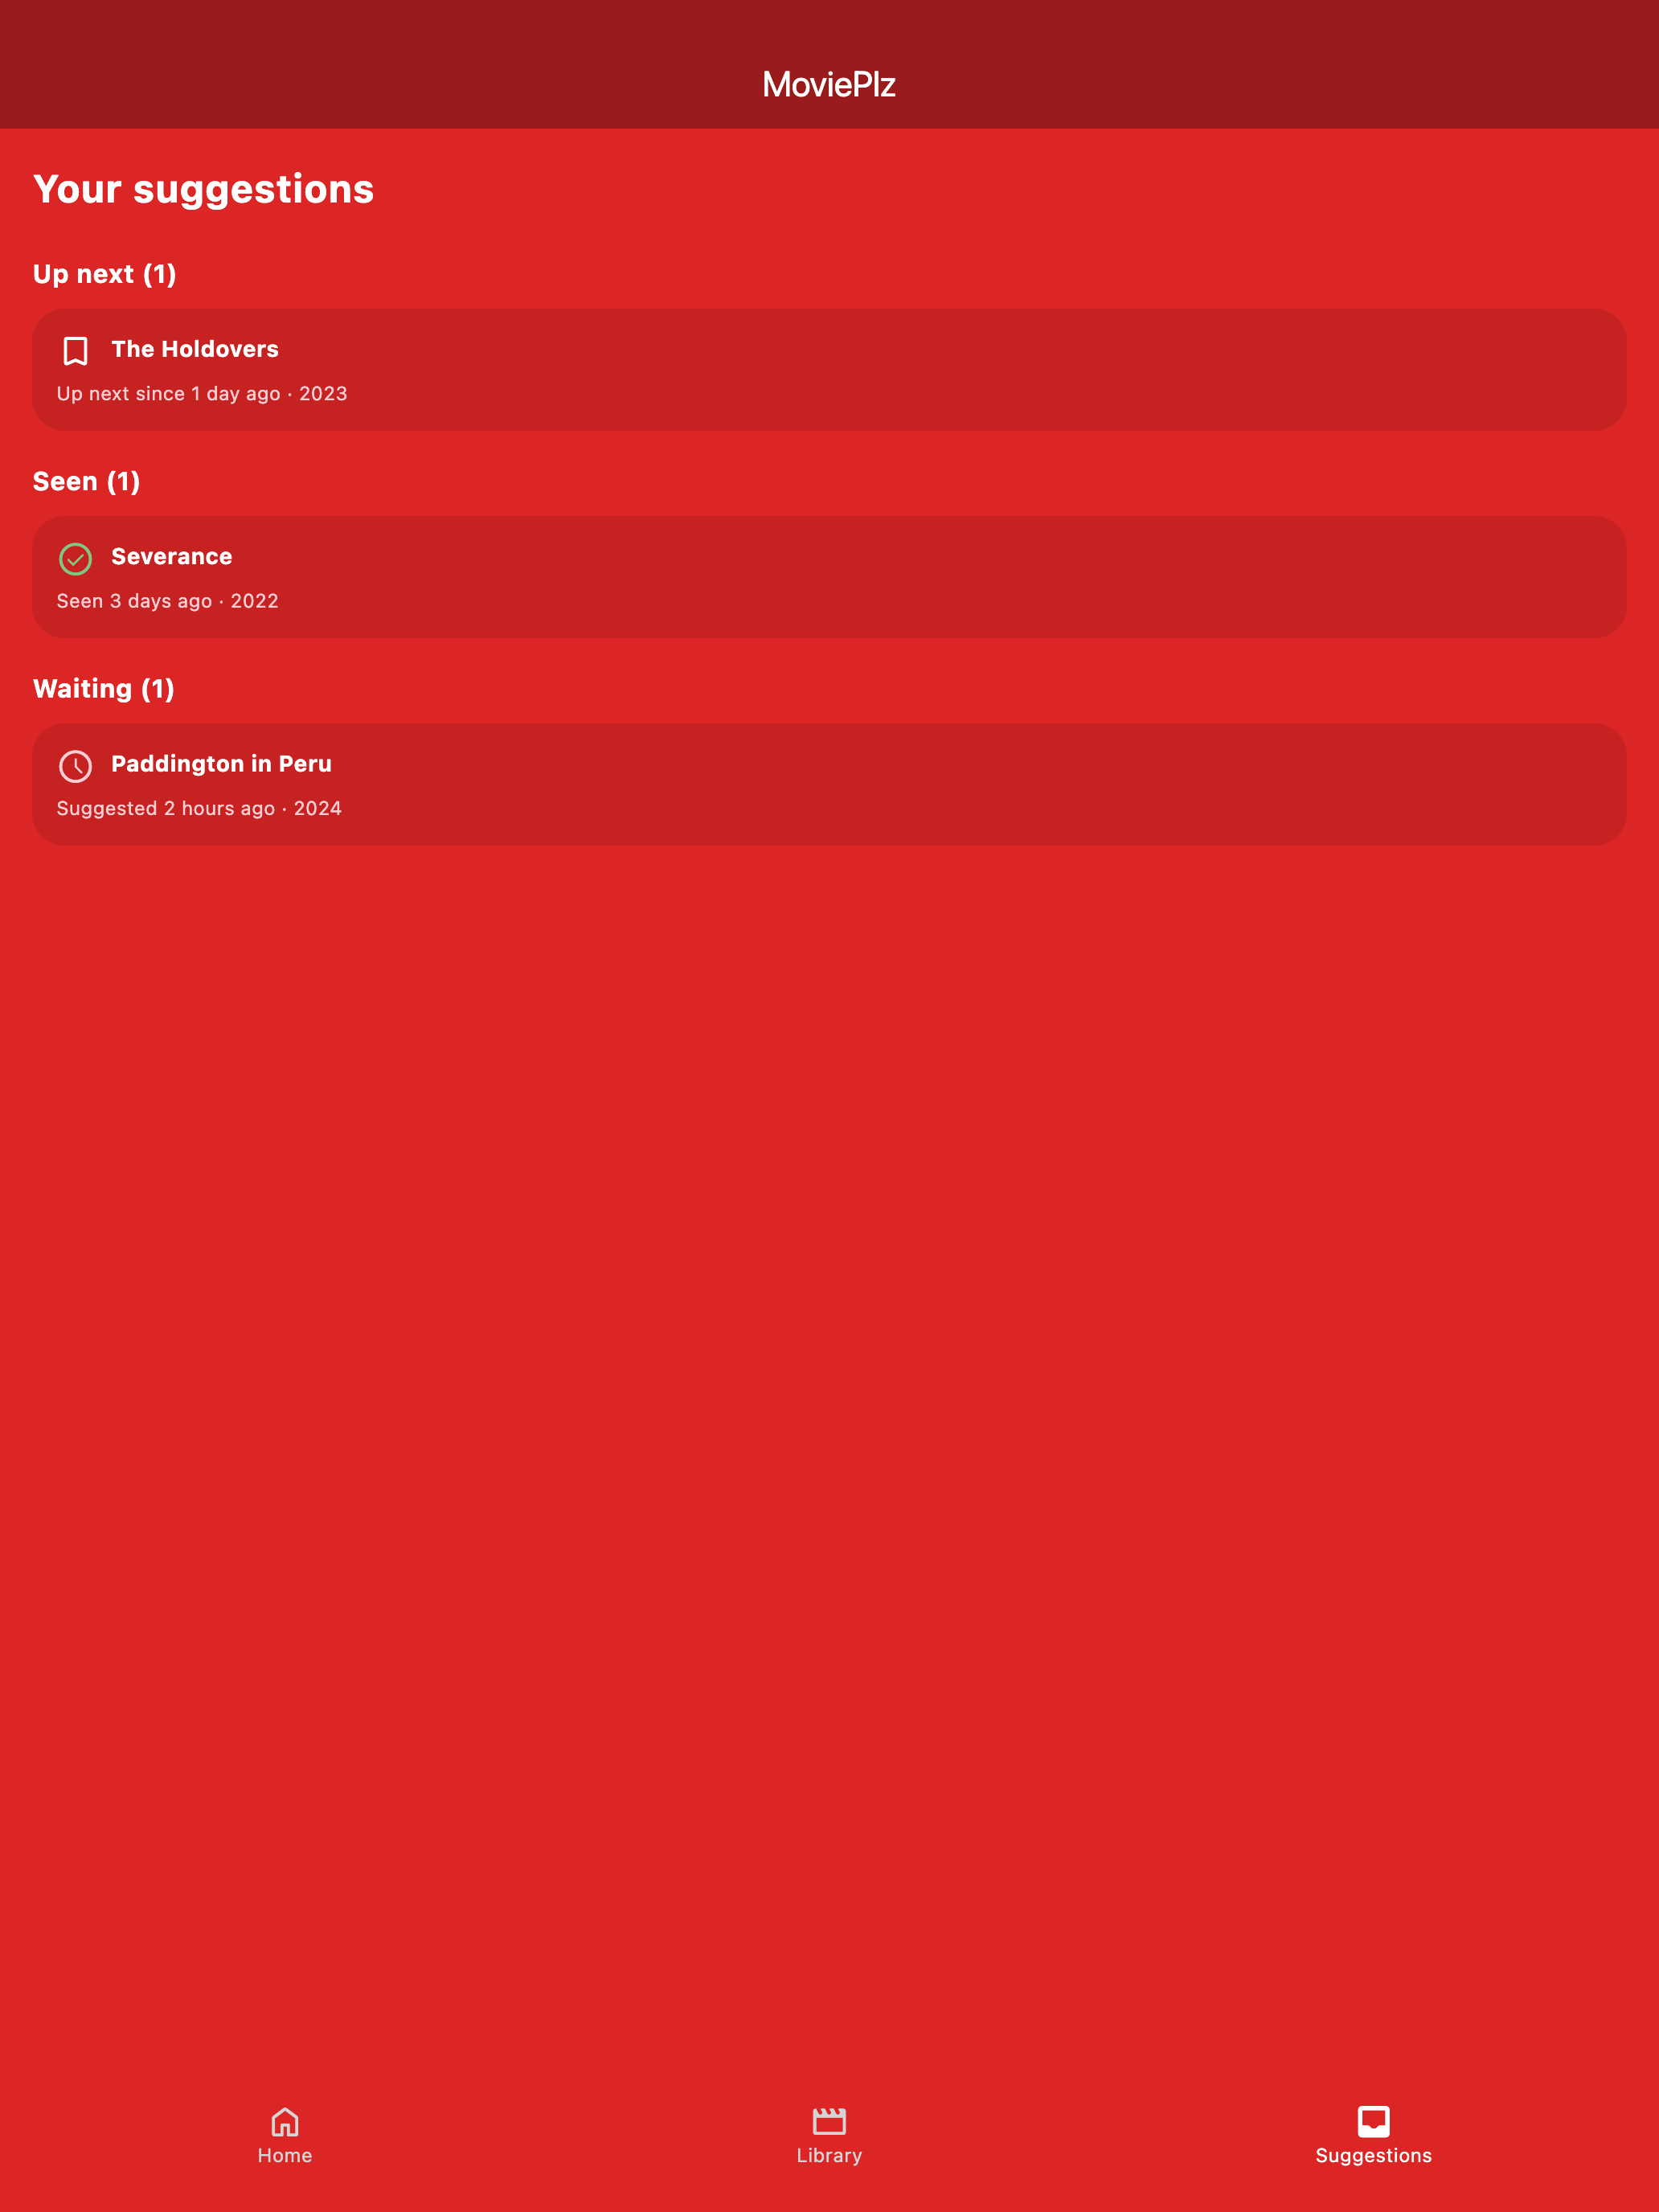 MoviePlz
Your suggestions
Up next (1)
The Holdovers
Up next since 1 day ago · 2023
Seen (1)
Severance
Seen 3 days ago · 2022
Waiting (1)
Paddington in Peru
Suggested 2 hours ago · 2024
Home
Library
Suggestions